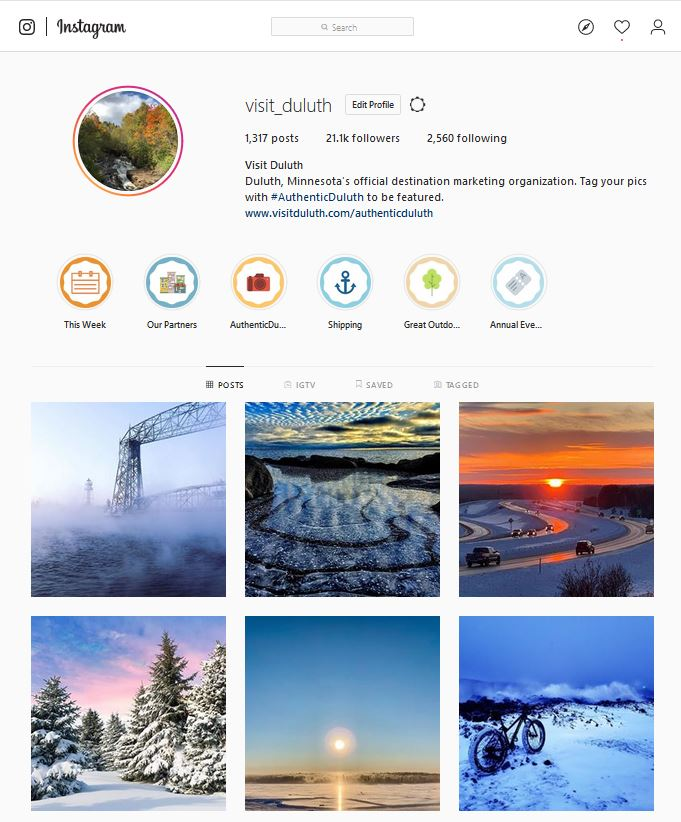 Instagram
Search
visit_duluth Edit Profile
1,317 posts 21.1k followers 2,560 following
Visit Duluth
Duluth, Minnesota's official destination marketing organization. Tag your pics
with #AuthenticDuluth to be featured.
www.visitduluth.com/authenticduluth
This Week Our Partners AuthenticDu... Shipping Great Outdo... Annual Eve...
POSTS IGTV SAVED TAGGED